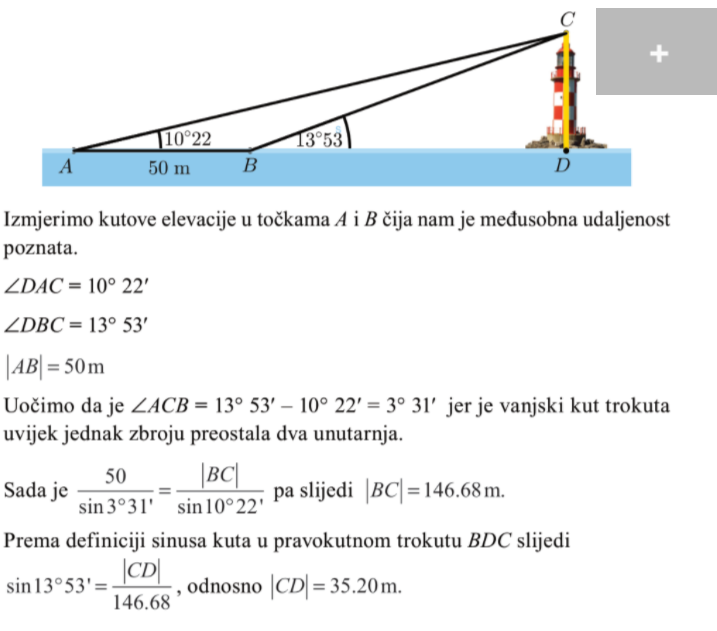 C
+
10°22
13°53
A
50 m
B
D
Izmjerimo kutove elevacije u točkama A i B čija nam je međusobna udaljenost
poznata.
∠DAC = 10° 22′
∠DBC = 13° 53′
|AB| = 50 m
Uočimo da je ∠ACB = 13° 53′ – 10° 22′ = 3° 31′ jer je vanjski kut trokuta
uvijek jednak zbroju preostala dva unutarnja.
Sada je 50 / sin 3°31' = |BC| / sin 10°22' pa slijedi |BC| = 146.68 m.
Prema definiciji sinusa kuta u pravokutnom trokutu BDC slijedi
sin 13°53' = |CD| / 146.68 , odnosno |CD| = 35.20 m.